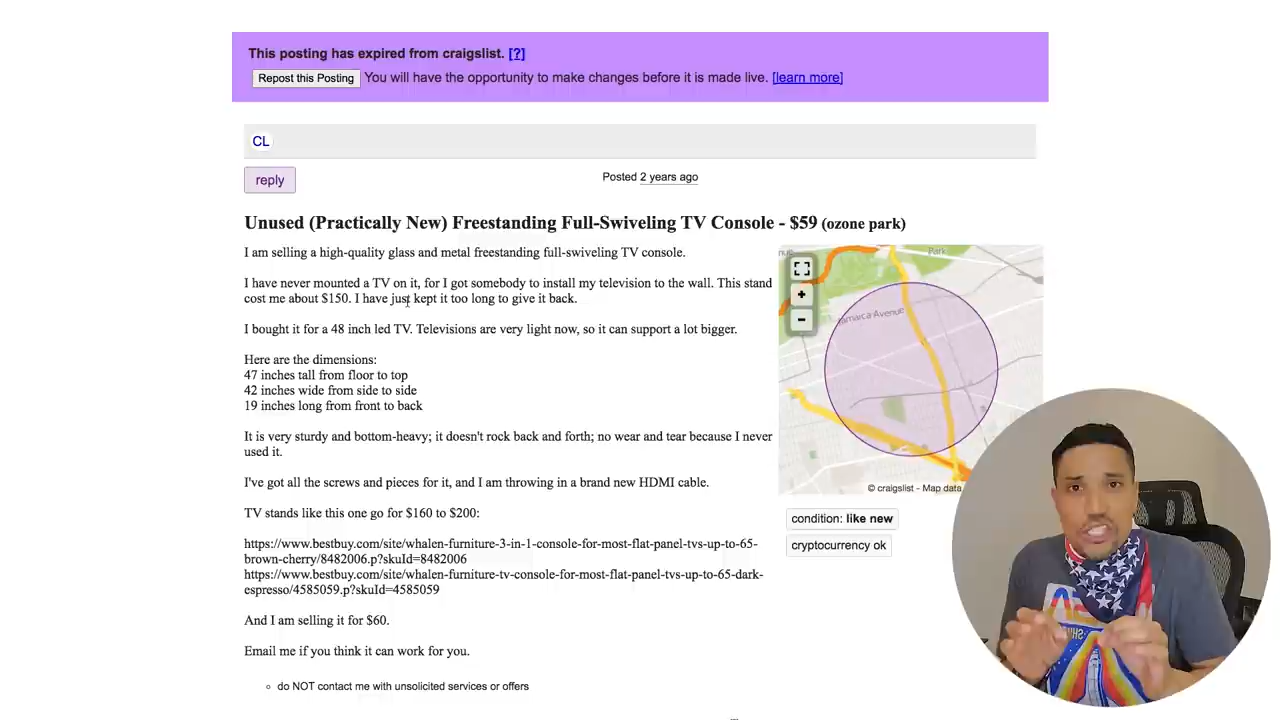 This posting has expired from craigslist. [?]
Repost this Posting You will have the opportunity to make changes before it is made live. [learn more]
CL
reply
Posted 2 years ago
Unused (Practically New) Freestanding Full-Swiveling TV Console - $59 (ozone park)
I am selling a high-quality glass and metal freestanding full-swiveling TV console.
I have never mounted a TV on it, for I got somebody to install my television to the wall. This stand
cost me about $150. I have just kept it too long to give it back.
I bought it for a 48 inch led TV. Televisions are very light now, so it can support a lot bigger.
Here are the dimensions:
47 inches tall from floor to top
42 inches wide from side to side
19 inches long from front to back
It is very sturdy and bottom-heavy; it doesn't rock back and forth; no wear and tear because I never
used it.
I've got all the screws and pieces for it, and I am throwing in a brand new HDMI cable.
TV stands like this one go for $160 to $200:
https://www.bestbuy.com/site/whalen-furniture-3-in-1-console-for-most-flat-panel-tvs-up-to-65-
brown-cherry/8482006.p?skuId=8482006
https://www.bestbuy.com/site/whalen-furniture-tv-console-for-most-flat-panel-tvs-up-to-65-dark-
espresso/4585059.p?skuId=4585059
And I am selling it for $60.
Email me if you think it can work for you.
do NOT contact me with unsolicited services or offers
Park
+
Jamaica Avenue
-
© craigslist - Map data
condition: like new
cryptocurrency ok